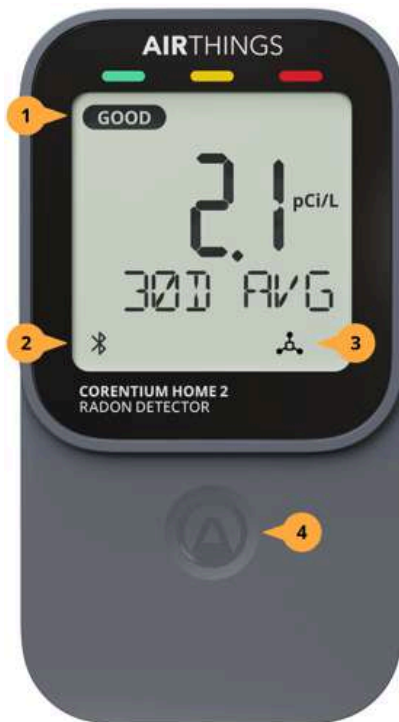 AIRTHINGS
1
GOOD
2.1 pCi/L
30D AVG
2
3
CORENTIUM HOME 2
RADON DETECTOR
4